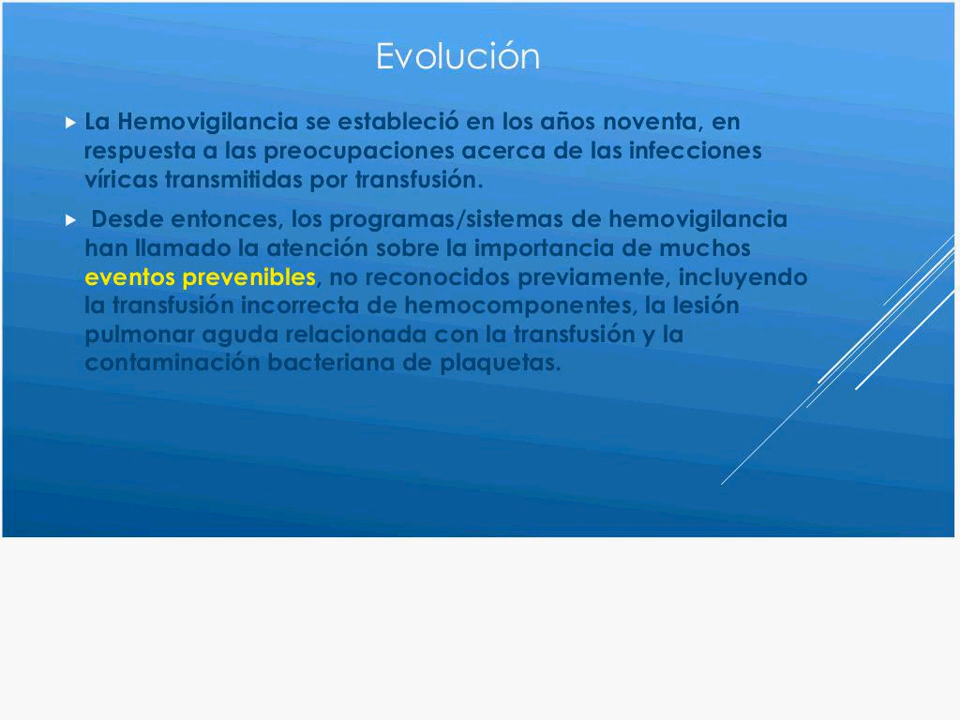 Evolución
La Hemovigilancia se estableció en los años noventa, en
respuesta a las preocupaciones acerca de las infecciones
víricas transmitidas por transfusión.
Desde entonces, los programas/sistemas de hemovigilancia
han llamado la atención sobre la importancia de muchos
eventos prevenibles, no reconocidos previamente, incluyendo
la transfusión incorrecta de hemocomponentes, la lesión
pulmonar aguda relacionada con la transfusión y la
contaminación bacteriana de plaquetas.